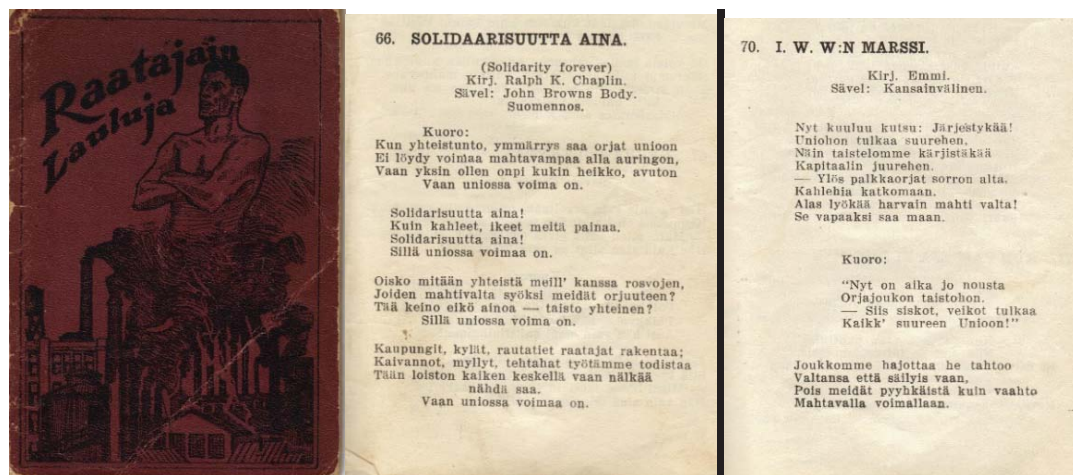 Raatajain
Lauluja
66. SOLIDAARISUUTTA AINA.
(Solidarity forever)
Kirj. Ralph K. Chaplin.
Sävel: John Browns Body.
Suomennos.
Kuoro:
Kun yhteistunto, ymmärrys saa orjat unioon
Ei löydy voimaa mahtavampaa alla auringon,
Vaan yksin ollen onpi kukin heikko, avuton
Vaan uniossa voima on.
Solidarisuutta aina!
Kuin kahleet, ikeet meitä painaa.
Solidarisuutta aina!
Sillä uniossa voimaa on.
Oisko mitään yhteistä meill' kanssa rosvojen,
Joiden mahtivalta syöksi meidät orjuuteen?
Tää keino eikö ainoa — taisto yhteinen?
Sillä uniossa voima on.
Kaupungit, kylät, rautatiet raatajat rakentaa;
Kaivannot, myllyt, tehtahat työtämme todistaa
Tään loiston kaiken keskellä vaan nälkää
nähdä saa.
Vaan uniossa voimaa on.
70. I. W. W:N MARSSI.
Kirj. Emmi.
Sävel: Kansainvälinen.
Nyt kuuluu kutsu: Järjestykää!
Uniohon tulkaa suurehen.
Näin taistelomme kärjistäkää
Kapitaalin juurehen.
— Ylös palkkaorjat sorron alta.
Kahlehia katkomaan.
Alas lyökää harvain mahti valta!
Se vapaaksi saa maan.
Kuoro:
"Nyt on aika jo nousta
Orjajoukon taistohon.
— Siis siskot, veikot tulkaa
Kaikk' suureen Unioon!"
Joukkomme hajottaa he tahtoo
Valtansa että säilyis vaan,
Pois meidät pyyhkäistä kuin vaahto
Mahtavalla voimallaan.